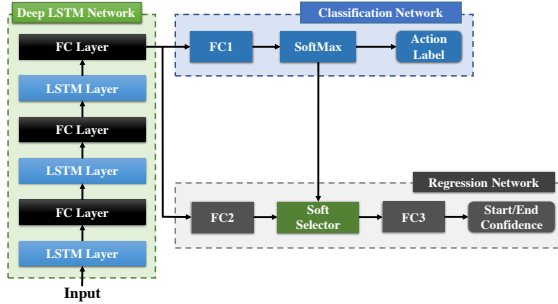 Deep LSTM Network
FC Layer
LSTM Layer
FC Layer
LSTM Layer
FC Layer
LSTM Layer
Input
Classification Network
FC1
SoftMax
Action
Label
Regression Network
FC2
Soft
Selector
FC3
Start/End
Confidence